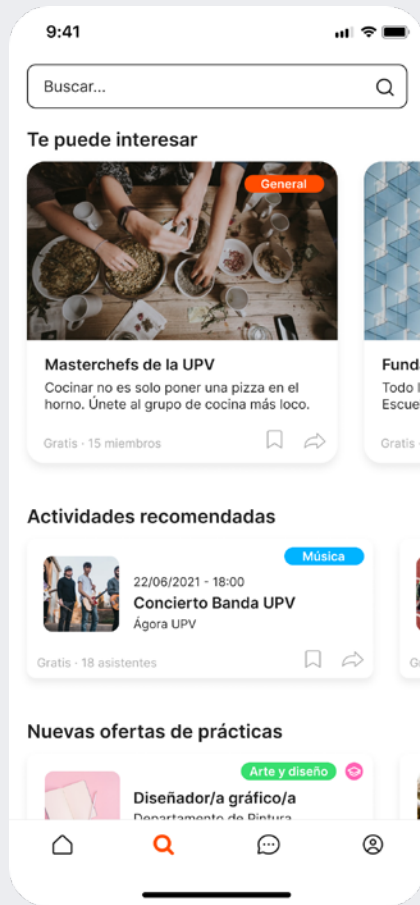 9:41
Buscar...
Te puede interesar
General
Masterchefs de la UPV
Cocinar no es solo poner una pizza en el
horno. Únete al grupo de cocina más loco.
Gratis · 15 miembros
Todo
Gratis
Actividades recomendadas
Música
22/06/2021 - 18:00
Concierto Banda UPV
Ágora UPV
Gratis · 18 asistentes
Nuevas ofertas de prácticas
Arte y diseño
Diseñador/a gráfico/a
Departamento de Pintura